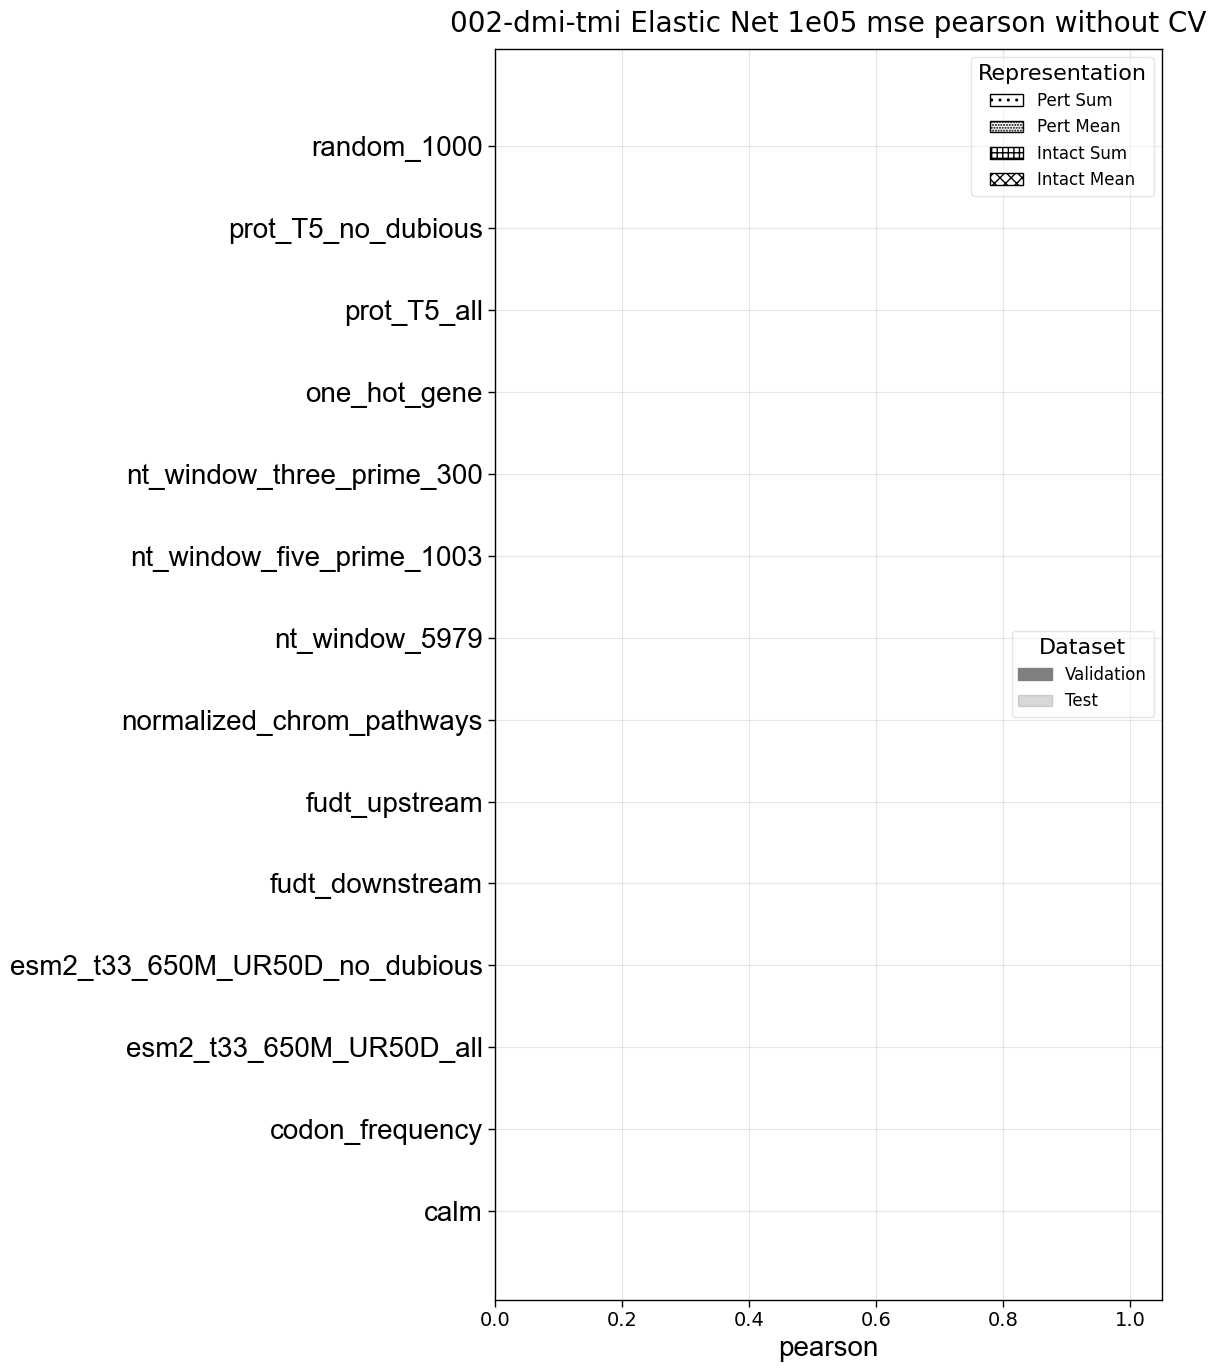 002-dmi-tmi Elastic Net 1e05 mse pearson without CV
Representation
Pert Sum
Pert Mean
Intact Sum
Intact Mean
random_1000
prot_T5_no_dubious
prot_T5_all
one_hot_gene
nt_window_three_prime_300
nt_window_five_prime_1003
nt_window_5979
Dataset
Validation
Test
normalized_chrom_pathways
fudt_upstream
fudt_downstream
esm2_t33_650M_UR50D_no_dubious
esm2_t33_650M_UR50D_all
codon_frequency
calm
0.0 0.2 0.4 0.6 0.8 1.0
pearson